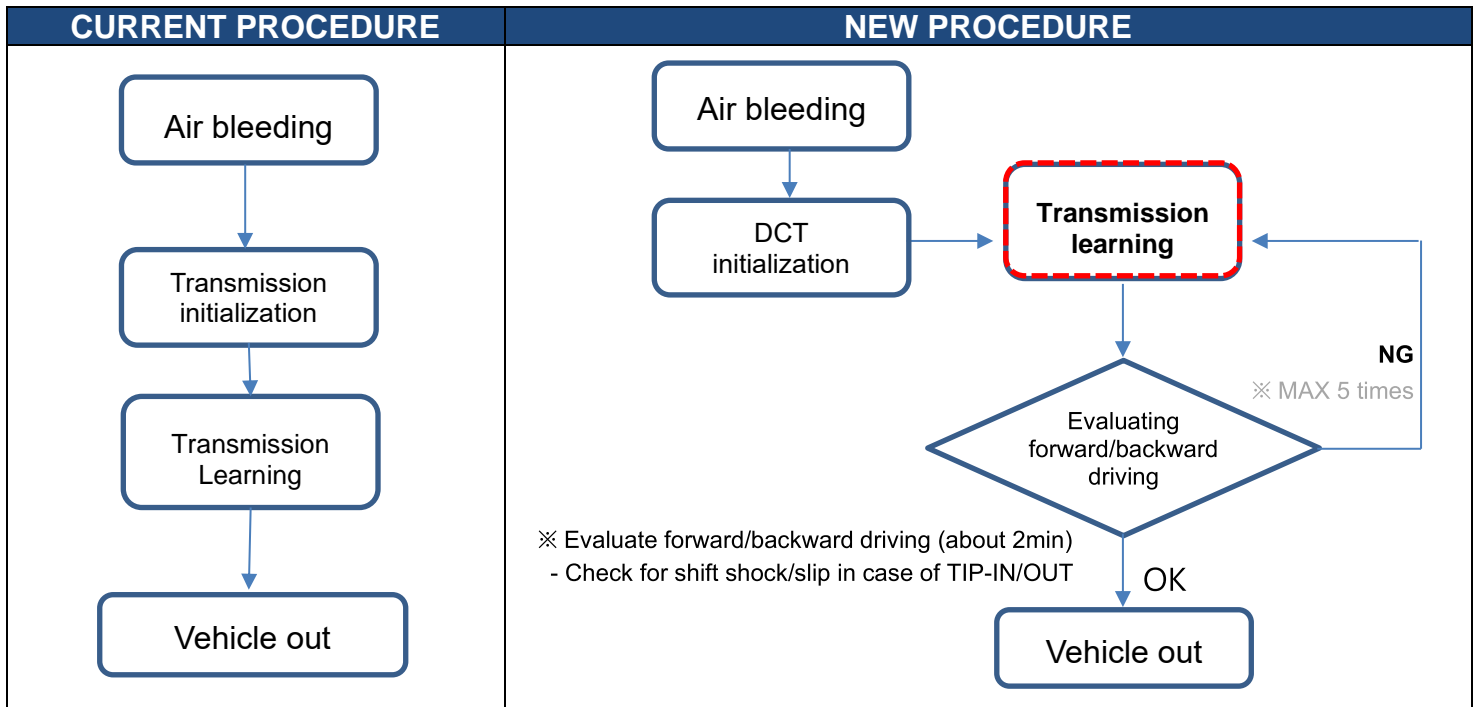 CURRENT PROCEDURE
Air bleeding
Transmission
initialization
Transmission
Learning
Vehicle out
NEW PROCEDURE
Air bleeding
DCT
initialization
Transmission
learning
NG
※ MAX 5 times
Evaluating
forward/backward
driving
※ Evaluate forward/backward driving (about 2min)
- Check for shift shock/slip in case of TIP-IN/OUT
OK
Vehicle out